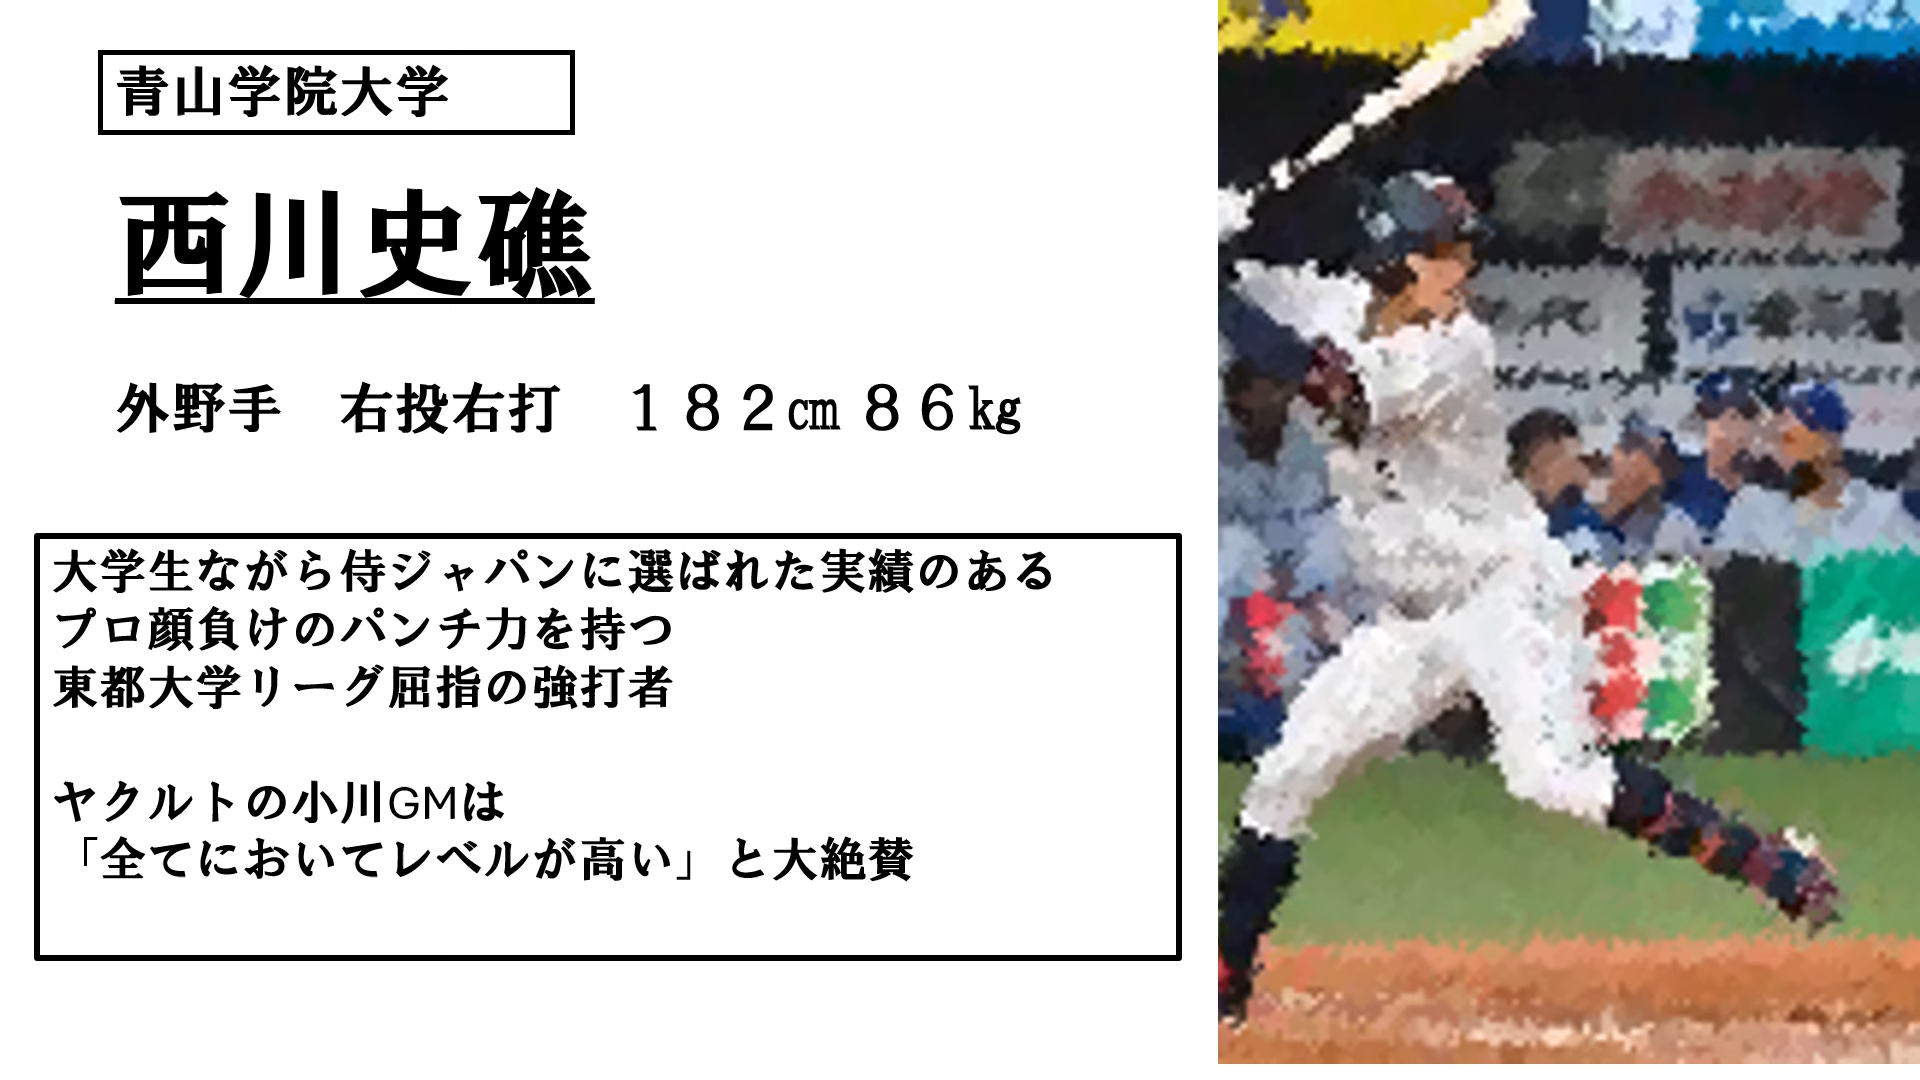 青山学院大学
西川史礁
外野手　右投右打　１８２㎝８６㎏
大学生ながら侍ジャパンに選ばれた実績のある
プロ顔負けのパンチ力を持つ
東都大学リーグ屈指の強打者
ヤクルトの小川GMは
「全てにおいてレベルが高い」と大絶賛